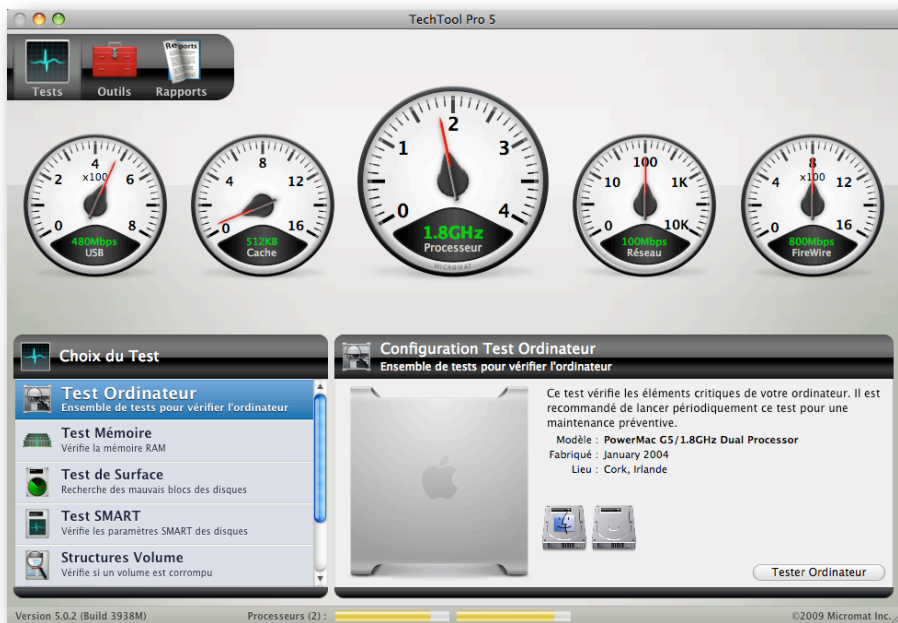 TechTool Pro 5
Reports
Tests
Outils
Rapports
0 2 4 6 8
x100
480Mbps
USB
0 4 8 12 16
512KB
Cache
0 1 2 3 4
1.8GHz
Processeur
MICROMAT
0 10 100 1K 10K
100Mbps
Réseau
0 4 8 12 16
x100
800Mbps
FireWire
Choix du Test
Test Ordinateur
Ensemble de tests pour vérifier l'ordinateur
Test Mémoire
Vérifie la mémoire RAM
Test de Surface
Recherche des mauvais blocs des disques
Test SMART
Vérifie les paramètres SMART des disques
Structures Volume
Vérifie si un volume est corrompu
Configuration Test Ordinateur
Ensemble de tests pour vérifier l'ordinateur
Ce test vérifie les éléments critiques de votre ordinateur. Il est
recommandé de lancer périodiquement ce test pour une
maintenance préventive.
Modèle : PowerMac G5/1.8GHz Dual Processor
Fabriqué : January 2004
Lieu : Cork, Irlande
Tester Ordinateur
Version 5.0.2 (Build 3938M)
Processeurs (2) :
©2009 Micromat Inc.